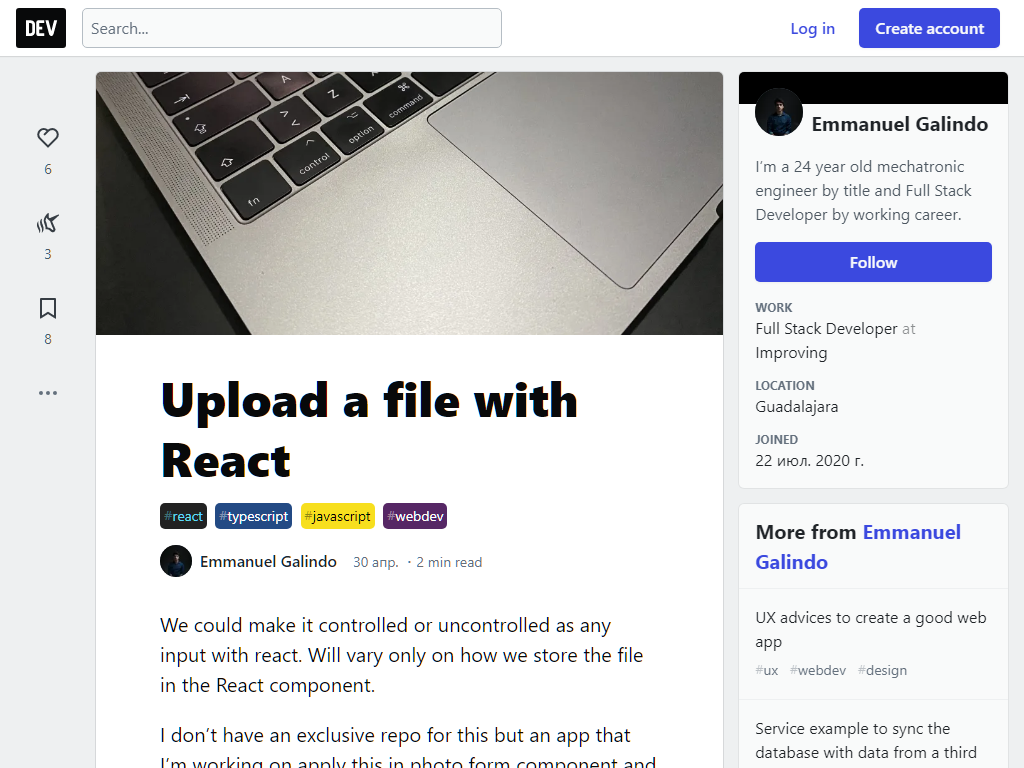 DEV
Search...
Log in
Create account
A
Z
⌘
command
option
control
fn
6
3
8
Upload a file with
React
#react #typescript #javascript #webdev
Emmanuel Galindo 30 апр. · 2 min read
We could make it controlled or uncontrolled as any
input with react. Will vary only on how we store the file
in the React component.
I don’t have an exclusive repo for this but an app that
I’m working on apply this in photo form component and
Emmanuel Galindo
I'm a 24 year old mechatronic
engineer by title and Full Stack
Developer by working career.
Follow
WORK
Full Stack Developer at
Improving
LOCATION
Guadalajara
JOINED
22 июл. 2020 г.
More from Emmanuel
Galindo
UX advices to create a good web
app
#ux #webdev #design
Service example to sync the
database with data from a third